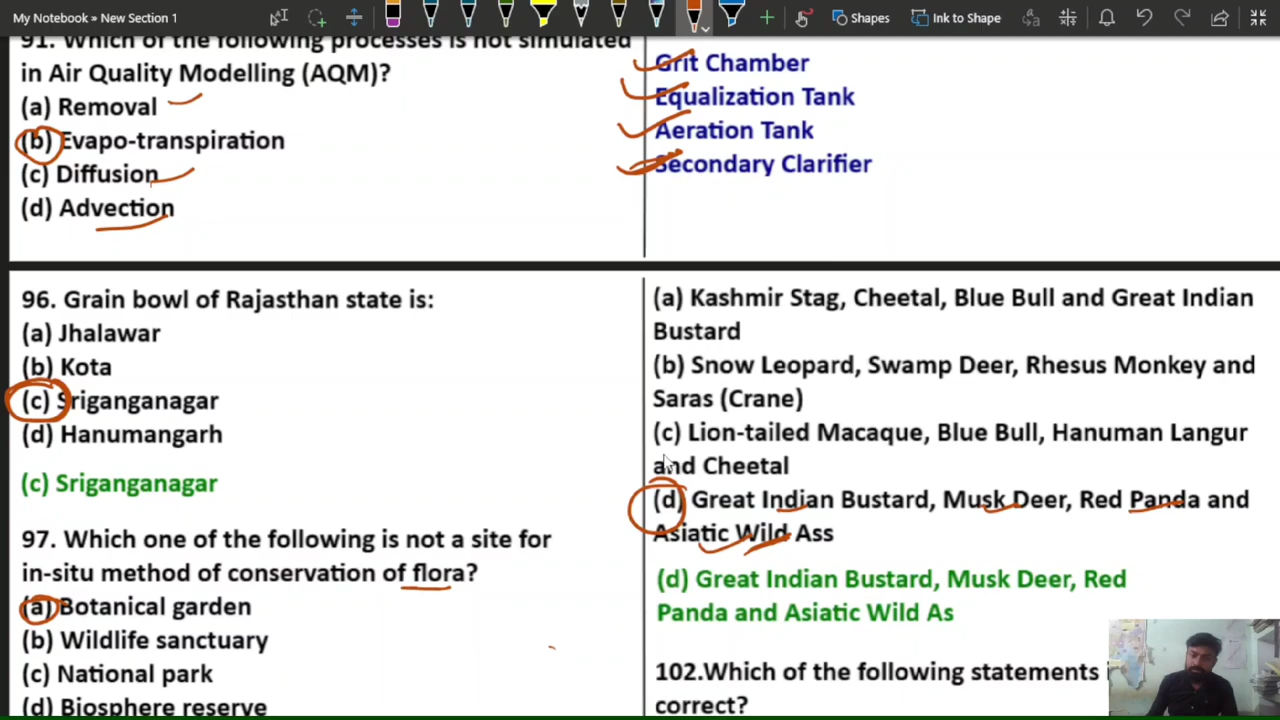 My Notebook » New Section 1
Shapes
Ink to Shape
91. Which of the following processes is not simulated
in Air Quality Modelling (AQM)?
(a) Removal
(b) Evapo-transpiration
(c) Diffusion
(d) Advection
Grit Chamber
Equalization Tank
Aeration Tank
Secondary Clarifier
96. Grain bowl of Rajasthan state is:
(a) Jhalawar
(b) Kota
(c) Sriganganagar
(d) Hanumangarh
(c) Sriganganagar
97. Which one of the following is not a site for
in-situ method of conservation of flora?
(a) Botanical garden
(b) Wildlife sanctuary
(c) National park
(d) Biosphere reserve
(a) Kashmir Stag, Cheetal, Blue Bull and Great Indian
Bustard
(b) Snow Leopard, Swamp Deer, Rhesus Monkey and
Saras (Crane)
(c) Lion-tailed Macaque, Blue Bull, Hanuman Langur
and Cheetal
(d) Great Indian Bustard, Musk Deer, Red Panda and
Asiatic Wild Ass
(d) Great Indian Bustard, Musk Deer, Red
Panda and Asiatic Wild As
102.Which of the following statements
correct?